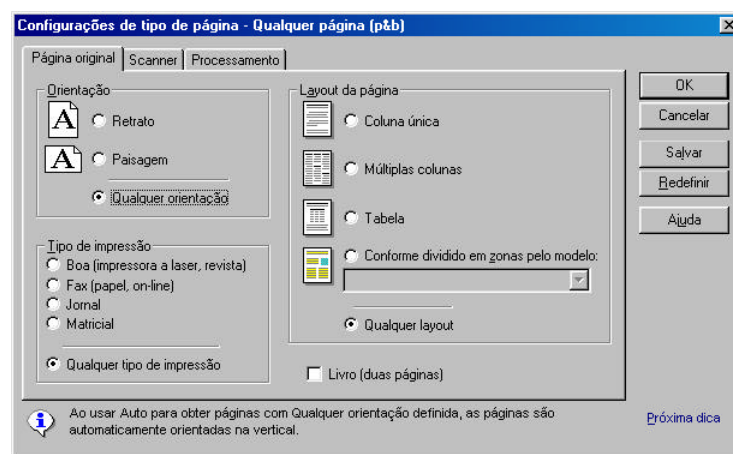 Configurações de tipo de página - Qualquer página (p&b)
Página original
Scanner
Processamento
Orientação
A
Retrato
A
Paisagem
Qualquer orientação
Tipo de impressão
Boa (impressora a laser, revista)
Fax (papel, on-line)
Jornal
Matricial
Qualquer tipo de impressão
Layout da página
Coluna única
Múltiplas colunas
Tabela
Conforme dividido em zonas pelo modelo:
Qualquer layout
Livro (duas páginas)
OK
Cancelar
Salvar
Redefinir
Ajuda
Ao usar Auto para obter páginas com Qualquer orientação definida, as páginas são
automaticamente orientadas na vertical.
Próxima dica